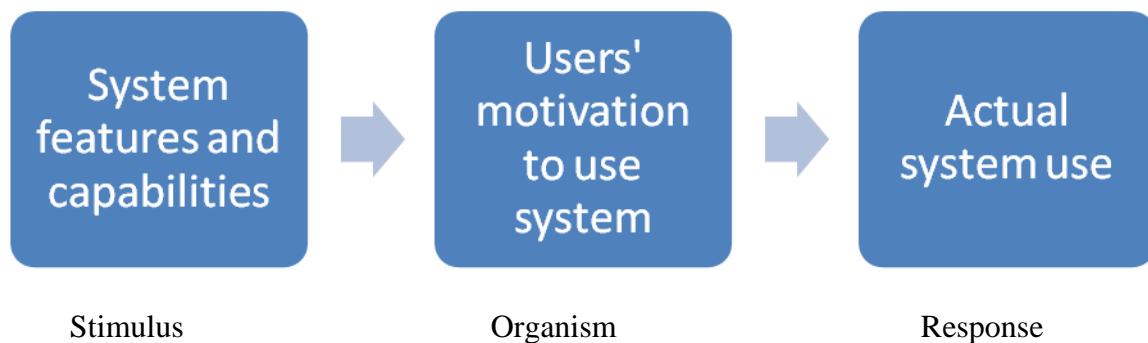 System
features and
capabilities
Users'
motivation
to use
system
Actual
system use
Stimulus
Organism
Response